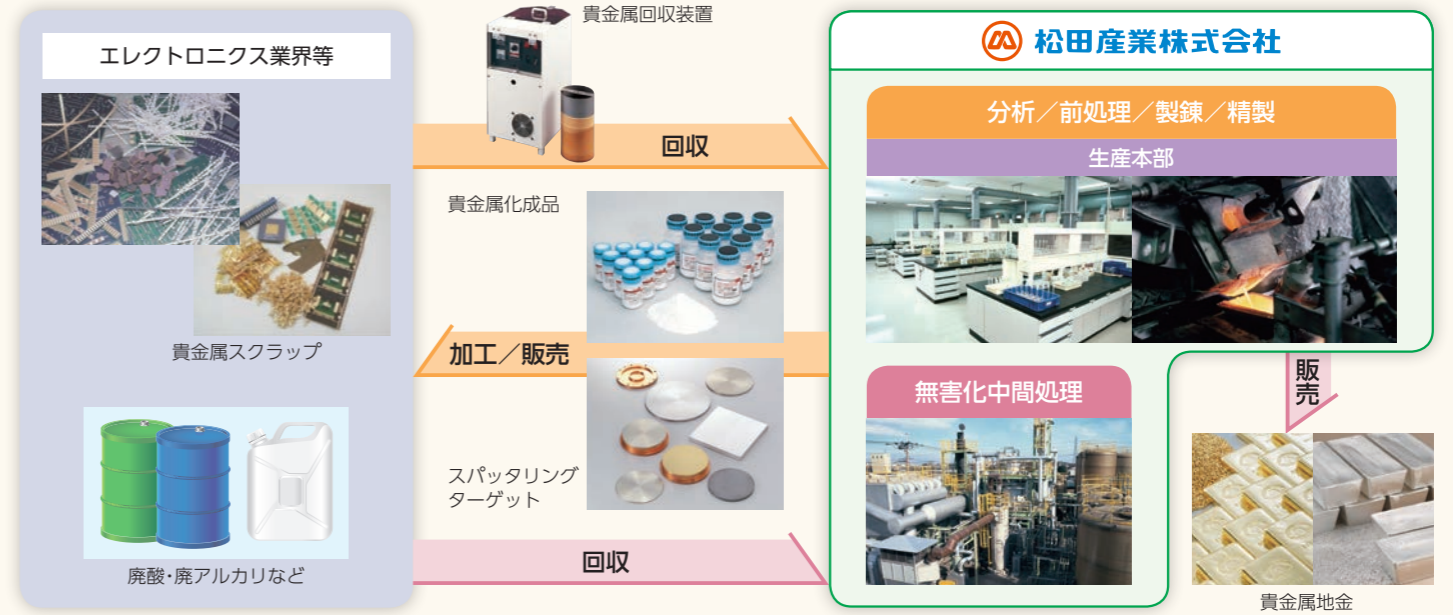 エレクトロニクス業界等
貴金属スクラップ
廃酸・廃アルカリなど
貴金属回収装置
回収
貴金属化成品
加工／販売
スパッタリング
ターゲット
回収
松田産業株式会社
分析／前処理／製錬／精製
生産本部
無害化中間処理
販売
貴金属地金